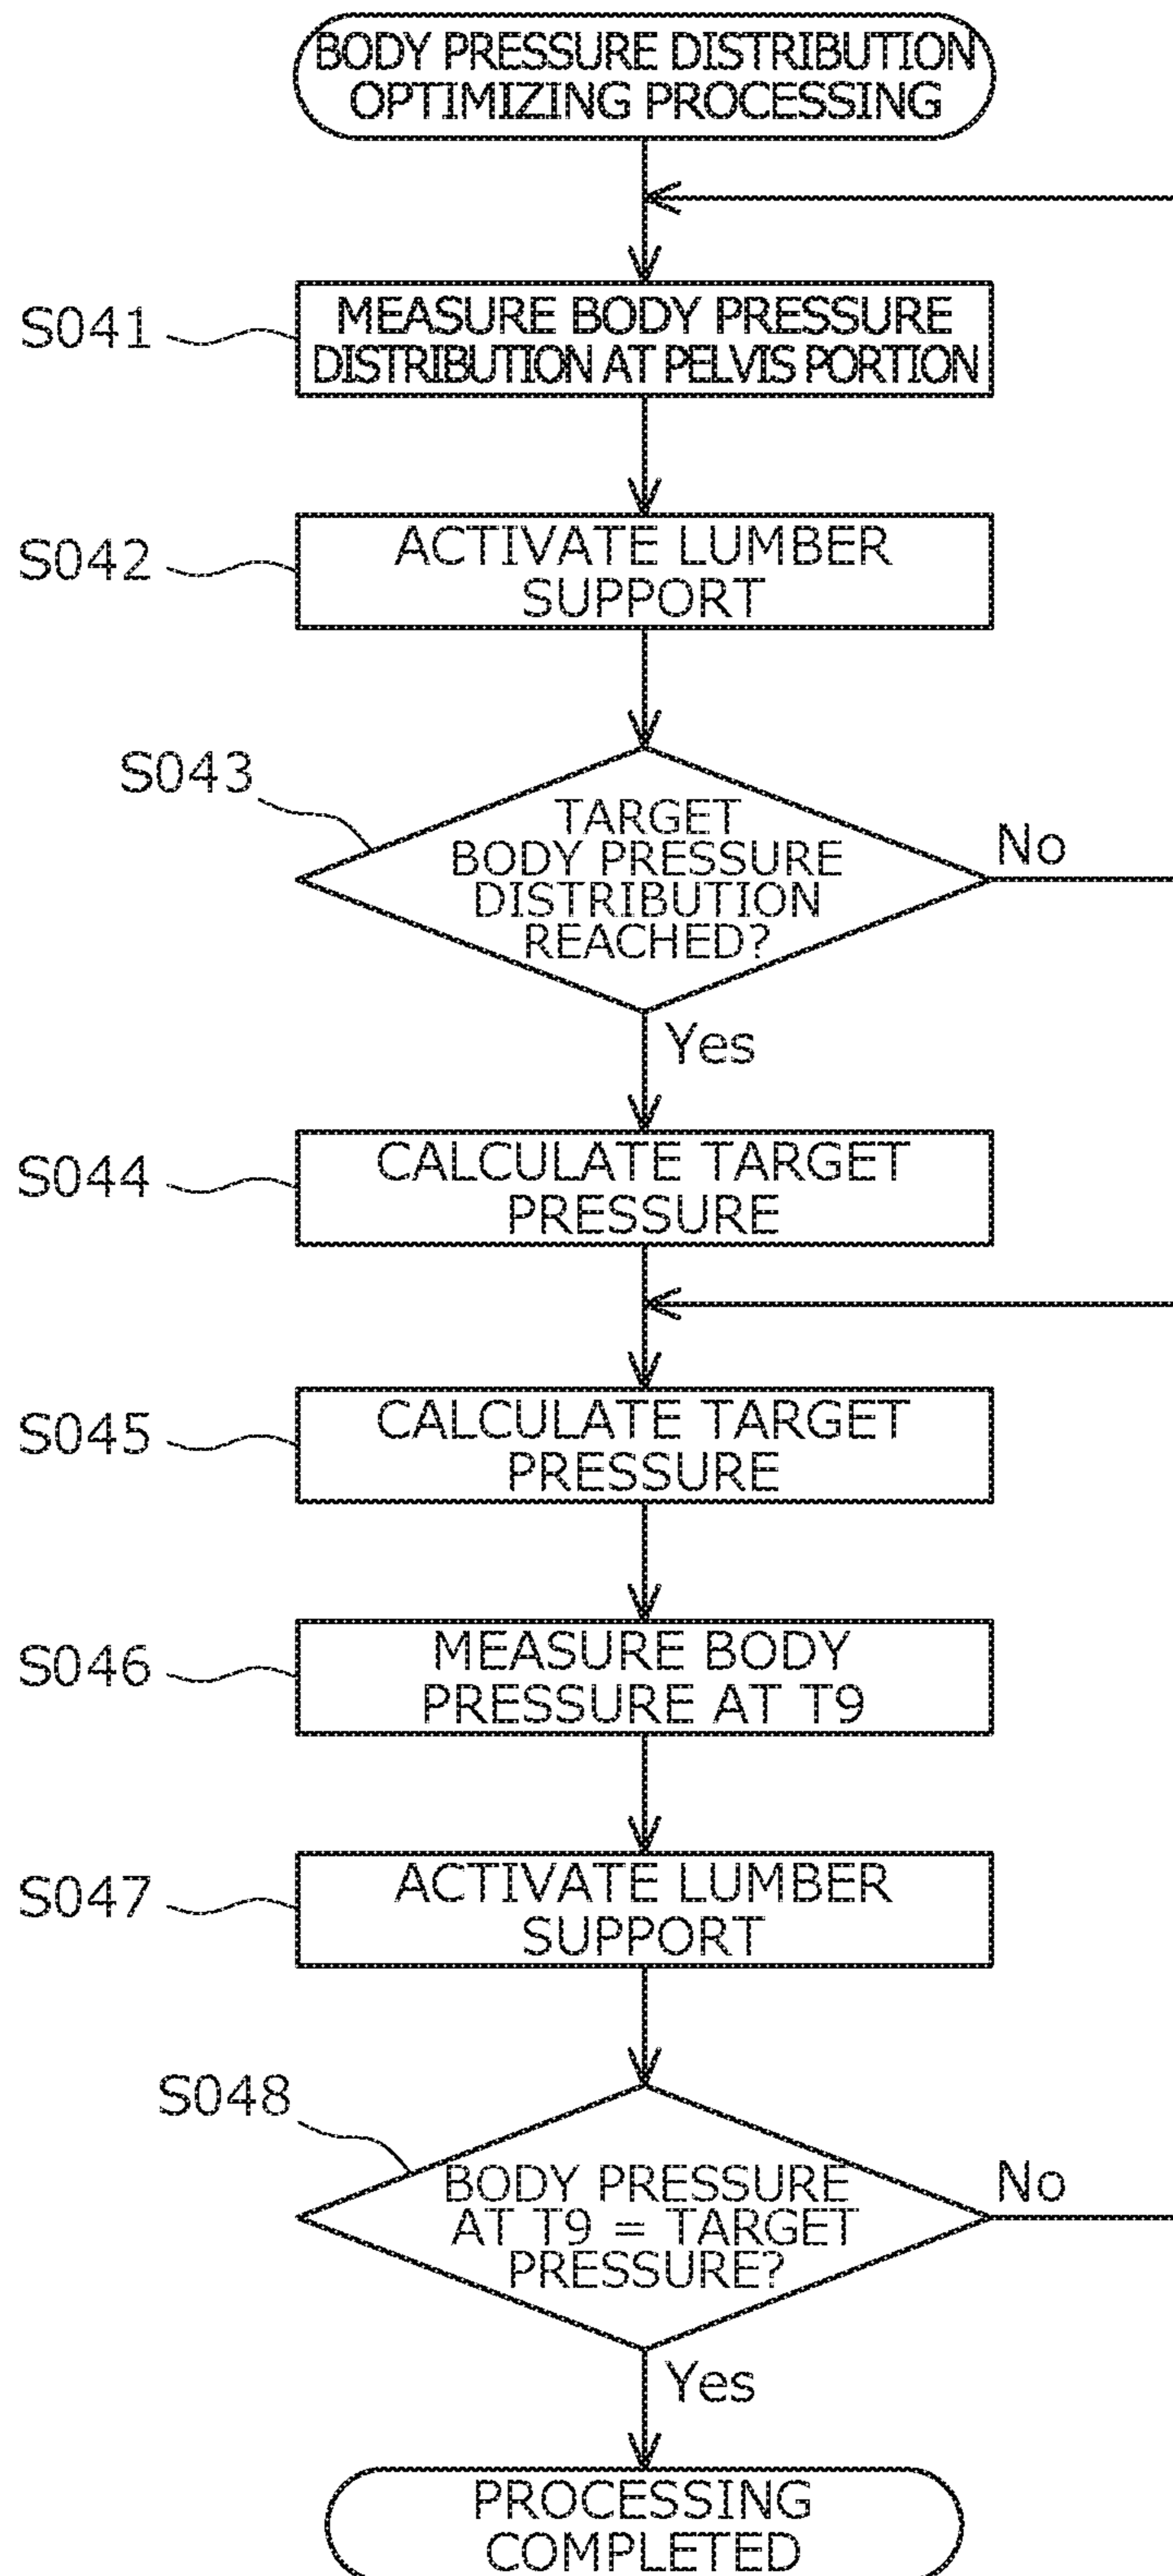 BODY PRESSURE DISTRIBUTION
OPTIMIZING PROCESSING
S041
MEASURE BODY PRESSURE
DISTRIBUTION AT PELVIS PORTION
S042
ACTIVATE LUMBER
SUPPORT
S043
TARGET
BODY PRESSURE
DISTRIBUTION
REACHED?
No
Yes
S044
CALCULATE TARGET
PRESSURE
S045
CALCULATE TARGET
PRESSURE
S046
MEASURE BODY
PRESSURE AT T9
S047
ACTIVATE LUMBER
SUPPORT
S048
BODY PRESSURE
AT T9 = TARGET
PRESSURE?
No
Yes
PROCESSING
COMPLETED